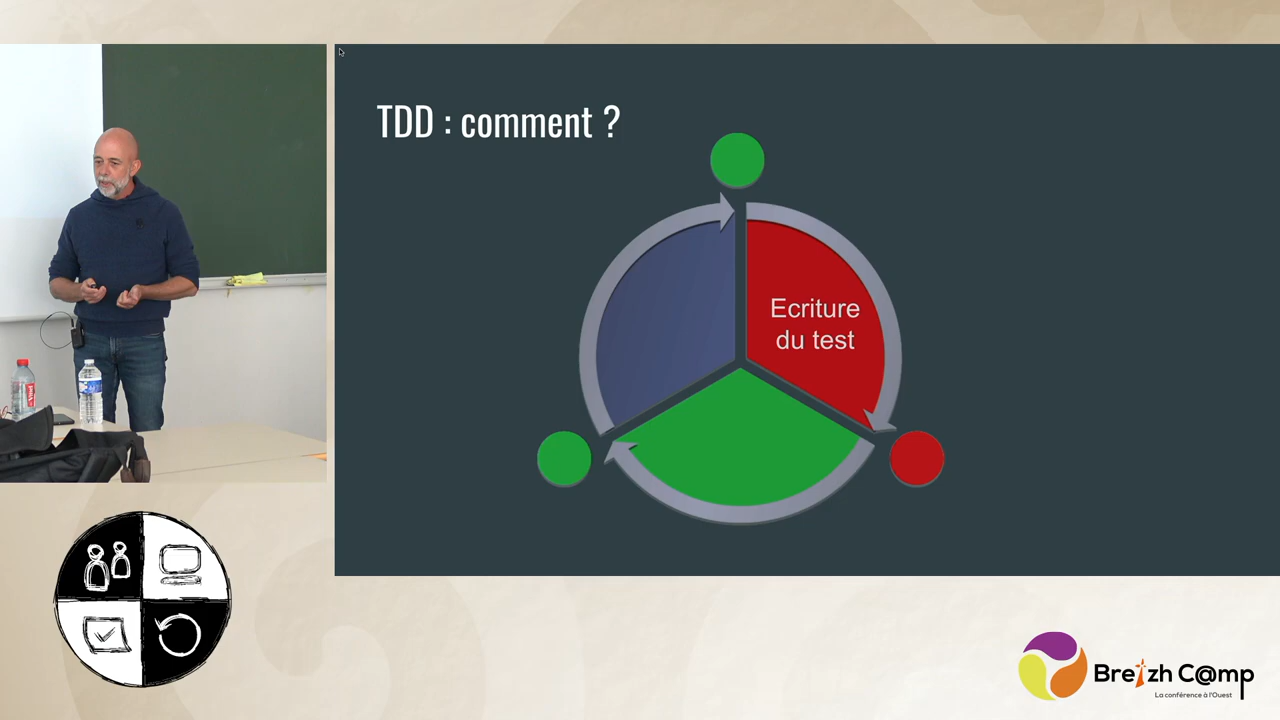 TDD : comment ?
Ecriture
du test
Breizh C@mp
La conférence à l'Ouest